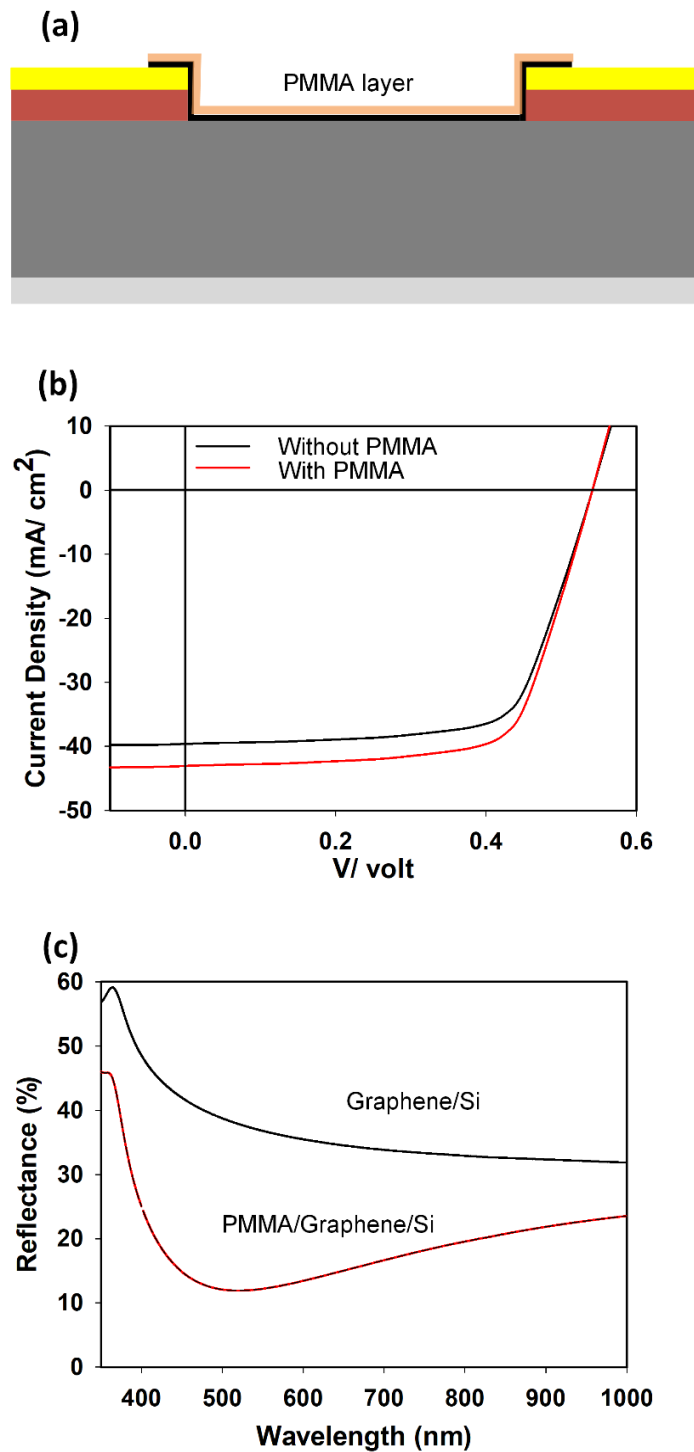 (a)
PMMA layer
(b)
Current Density (mA/ cm²)
10
0
-10
-20
-30
-40
-50
Without PMMA
With PMMA
0.0 0.2 0.4 0.6
V/ volt
(c)
Reflectance (%)
60
50
40
30
20
10
0
Graphene/Si
PMMA/Graphene/Si
400 500 600 700 800 900 1000
Wavelength (nm)